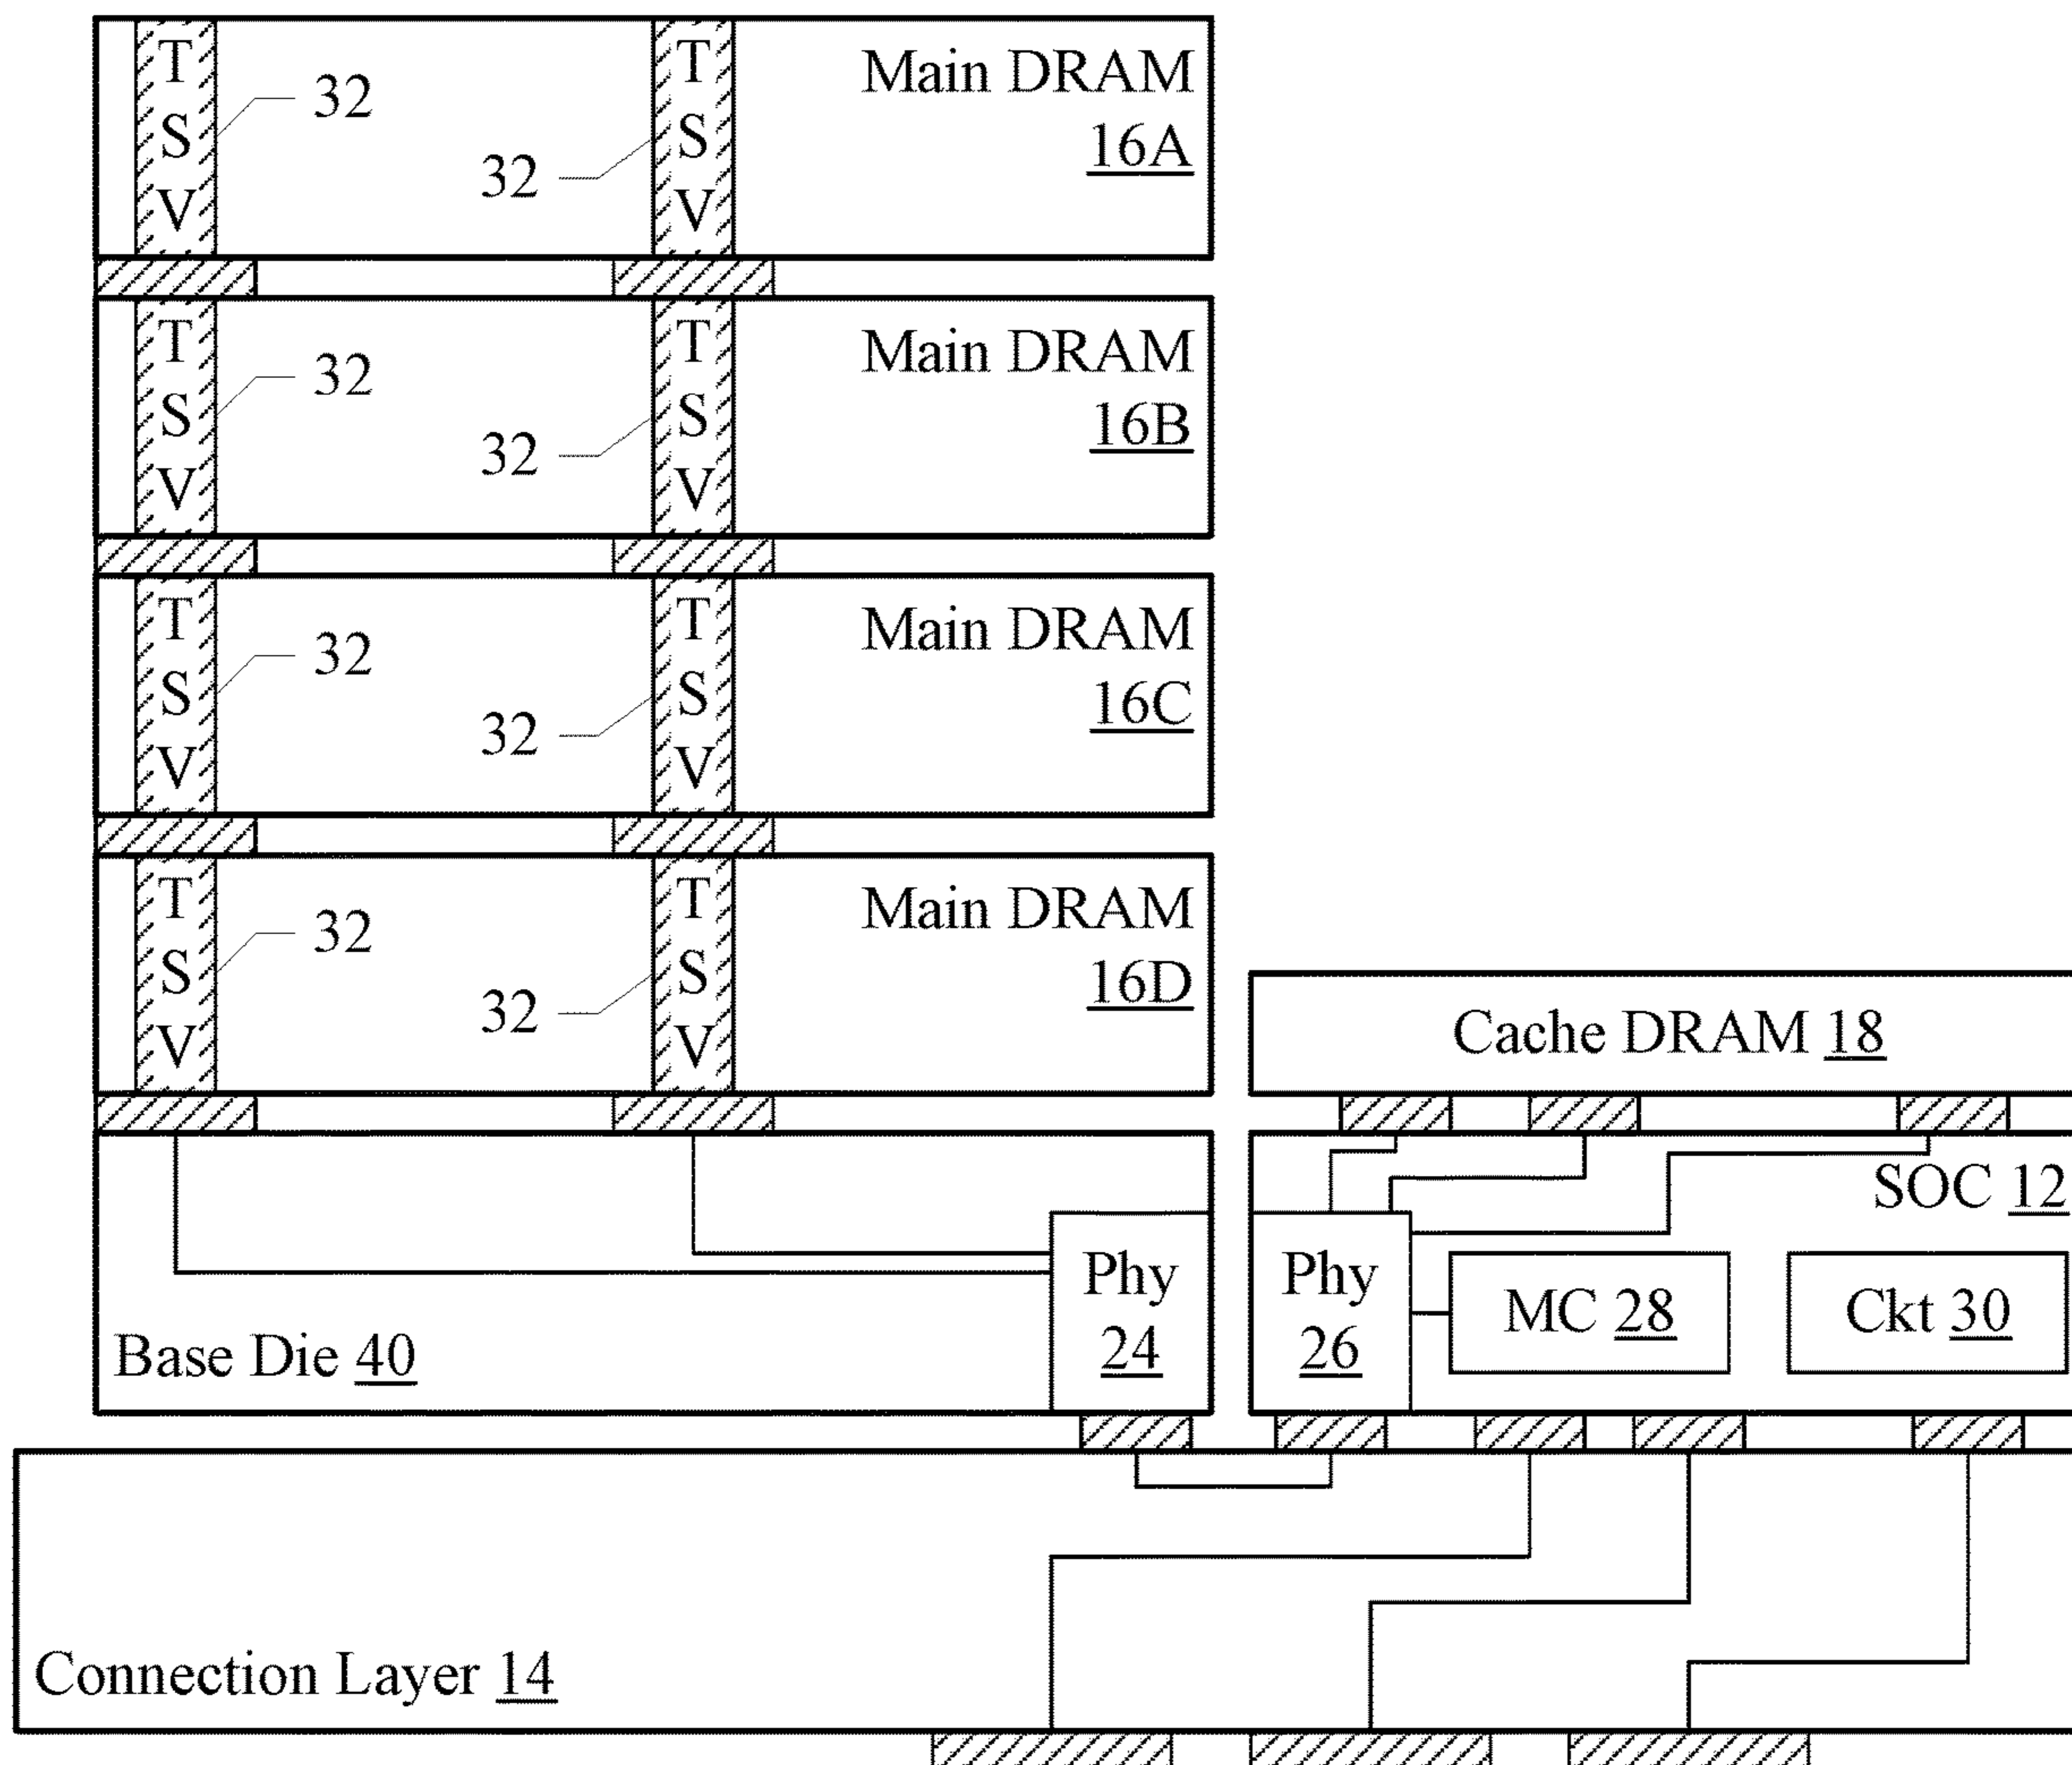 T
S
V
32
32
T
S
V
Main DRAM
16A
T
S
V
32
32
T
S
V
Main DRAM
16B
T
S
V
32
32
T
S
V
Main DRAM
16C
T
S
V
32
32
T
S
V
Main DRAM
16D
Cache DRAM 18
SOC 12
Base Die 40
Phy
24
Phy
26
MC 28
Ckt 30
Connection Layer 14